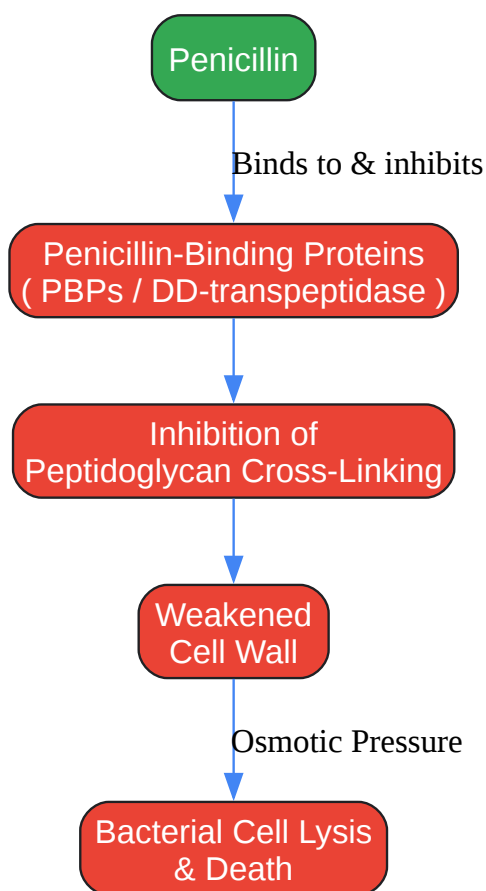 Penicillin
Binds to & inhibits
Penicillin-Binding Proteins
( PBPs / DD-transpeptidase )
Inhibition of
Peptidoglycan Cross-Linking
Weakened
Cell Wall
Osmotic Pressure
Bacterial Cell Lysis
& Death